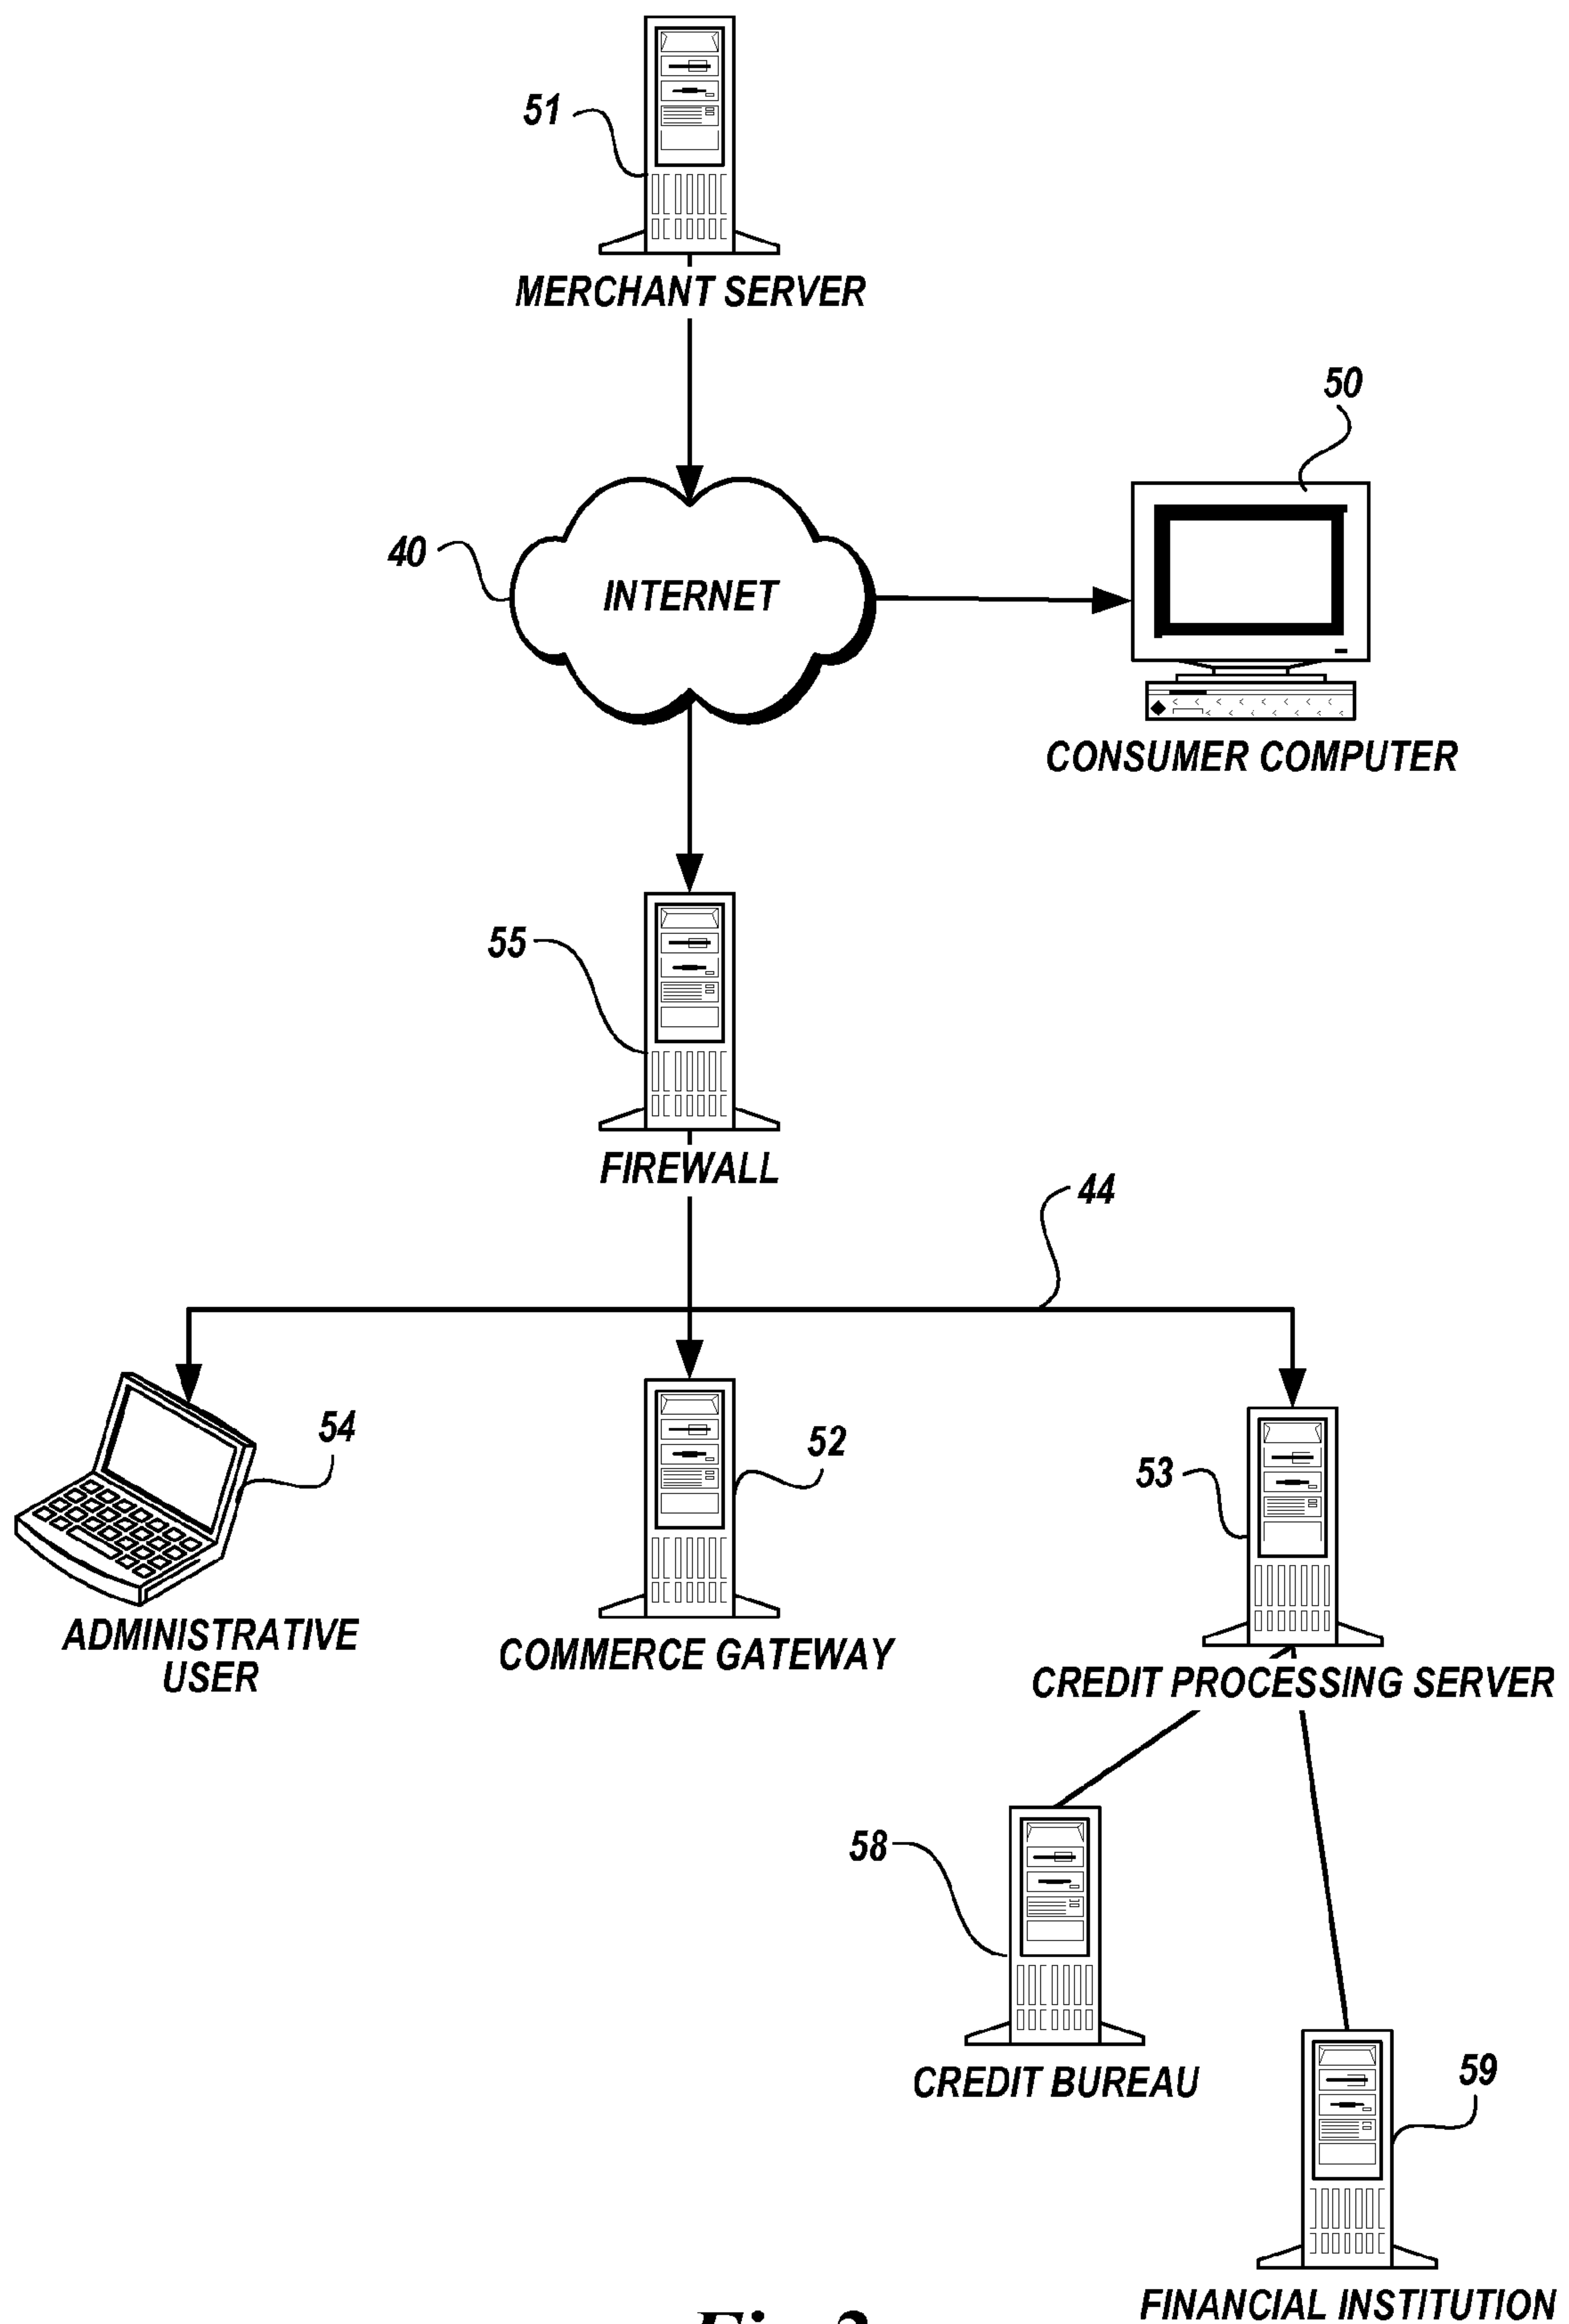 51
MERCHANT SERVER
50
40
INTERNET
CONSUMER COMPUTER
55
FIREWALL
44
54
52
53
ADMINISTRATIVE
USER
COMMERCE GATEWAY
CREDIT PROCESSING SERVER
58
CREDIT BUREAU
59
FINANCIAL INSTITUTION